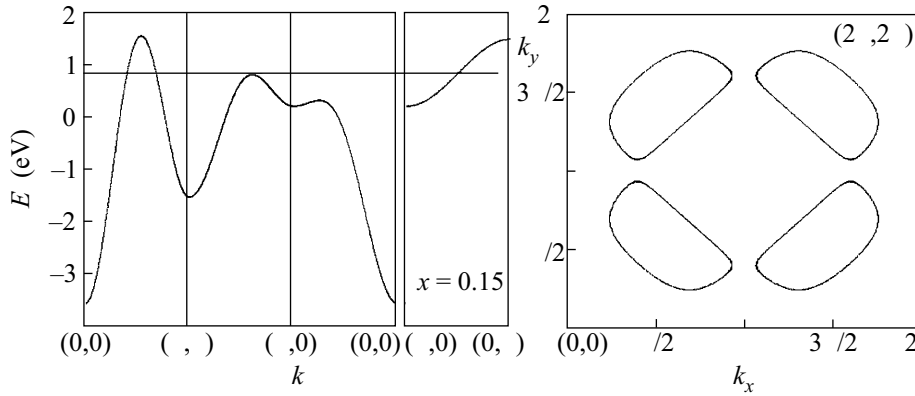 2
1
0
–1
–2
–3
E (eV)
x = 0.15
(0,0) ( , ) ( ,0) (0,0) ( ,0) (0, )
k
2
k_y
3 /2
/2
(2 ,2 )
(0,0) /2 3 /2 2
k_x